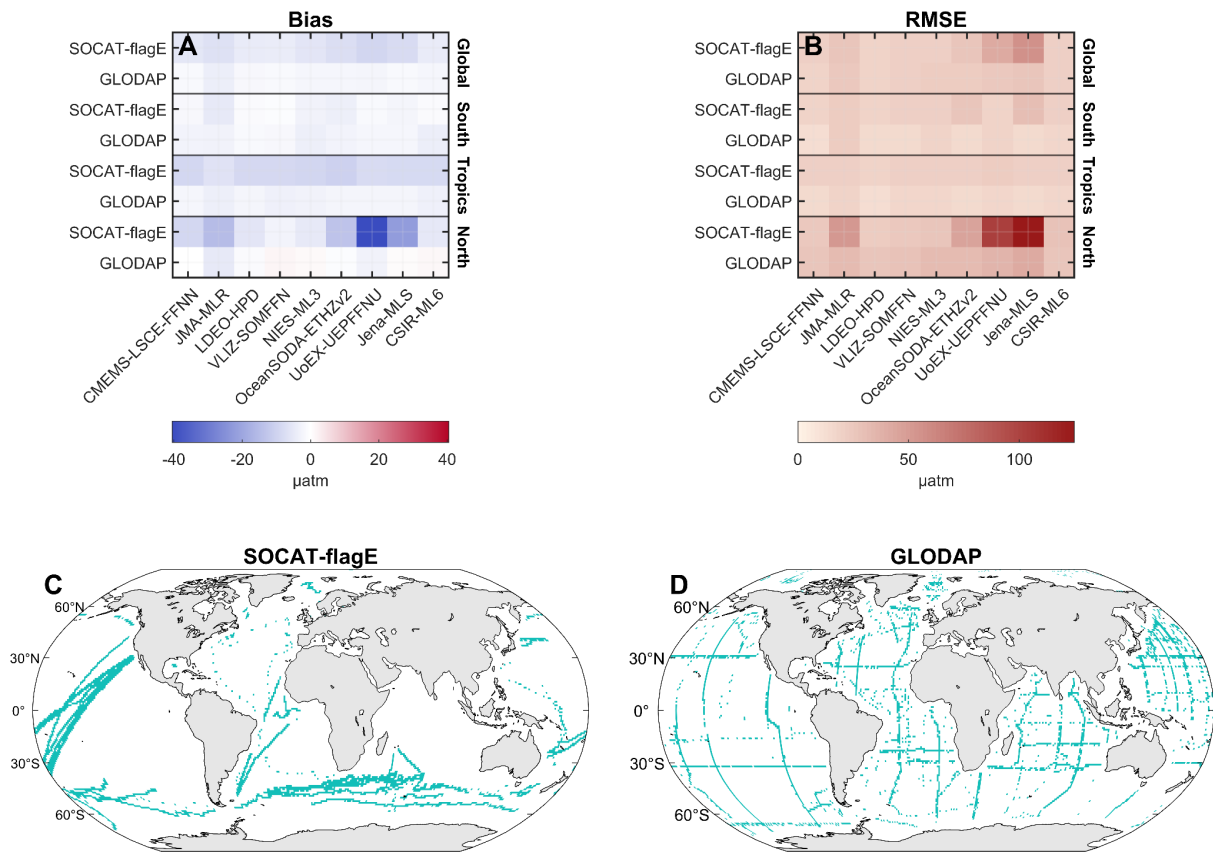 Bias
A
SOCAT-flagE
GLODAP
SOCAT-flagE
GLODAP
SOCAT-flagE
GLODAP
SOCAT-flagE
GLODAP
Global
South
Tropics
North
CMEMS-LSCE-FFNN
JMA-MLR
LDEO-HPD
VLIZ-SOMFFN
NIES-ML3
OceanSODA-ETHZv2
UoEX-UEPFFNU
Jena-MLS
CSIR-ML6
-40 -20 0 20 40
µatm
RMSE
B
SOCAT-flagE
GLODAP
SOCAT-flagE
GLODAP
SOCAT-flagE
GLODAP
SOCAT-flagE
GLODAP
Global
South
Tropics
North
CMEMS-LSCE-FFNN
JMA-MLR
LDEO-HPD
VLIZ-SOMFFN
NIES-ML3
OceanSODA-ETHZv2
UoEX-UEPFFNU
Jena-MLS
CSIR-ML6
0 50 100
µatm
SOCAT-flagE
C
60°N
30°N
0°
30°S
60°S
GLODAP
D
60°N
30°N
0°
30°S
60°S